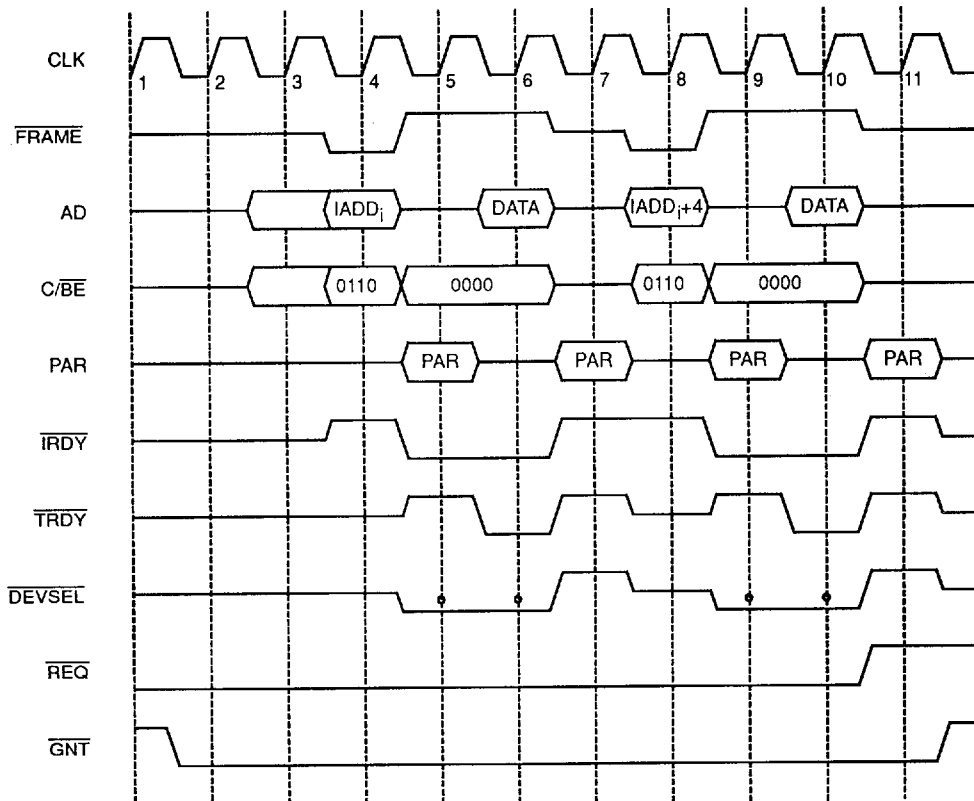 CLK
1 2 3 4 5 6 7 8 9 10 11
FRAME
AD IADDi DATA IADDi+4 DATA
C/BE 0110 0000 0110 0000
PAR PAR PAR PAR PAR
IRDY
TRDY
DEVSEL
REQ
GNT